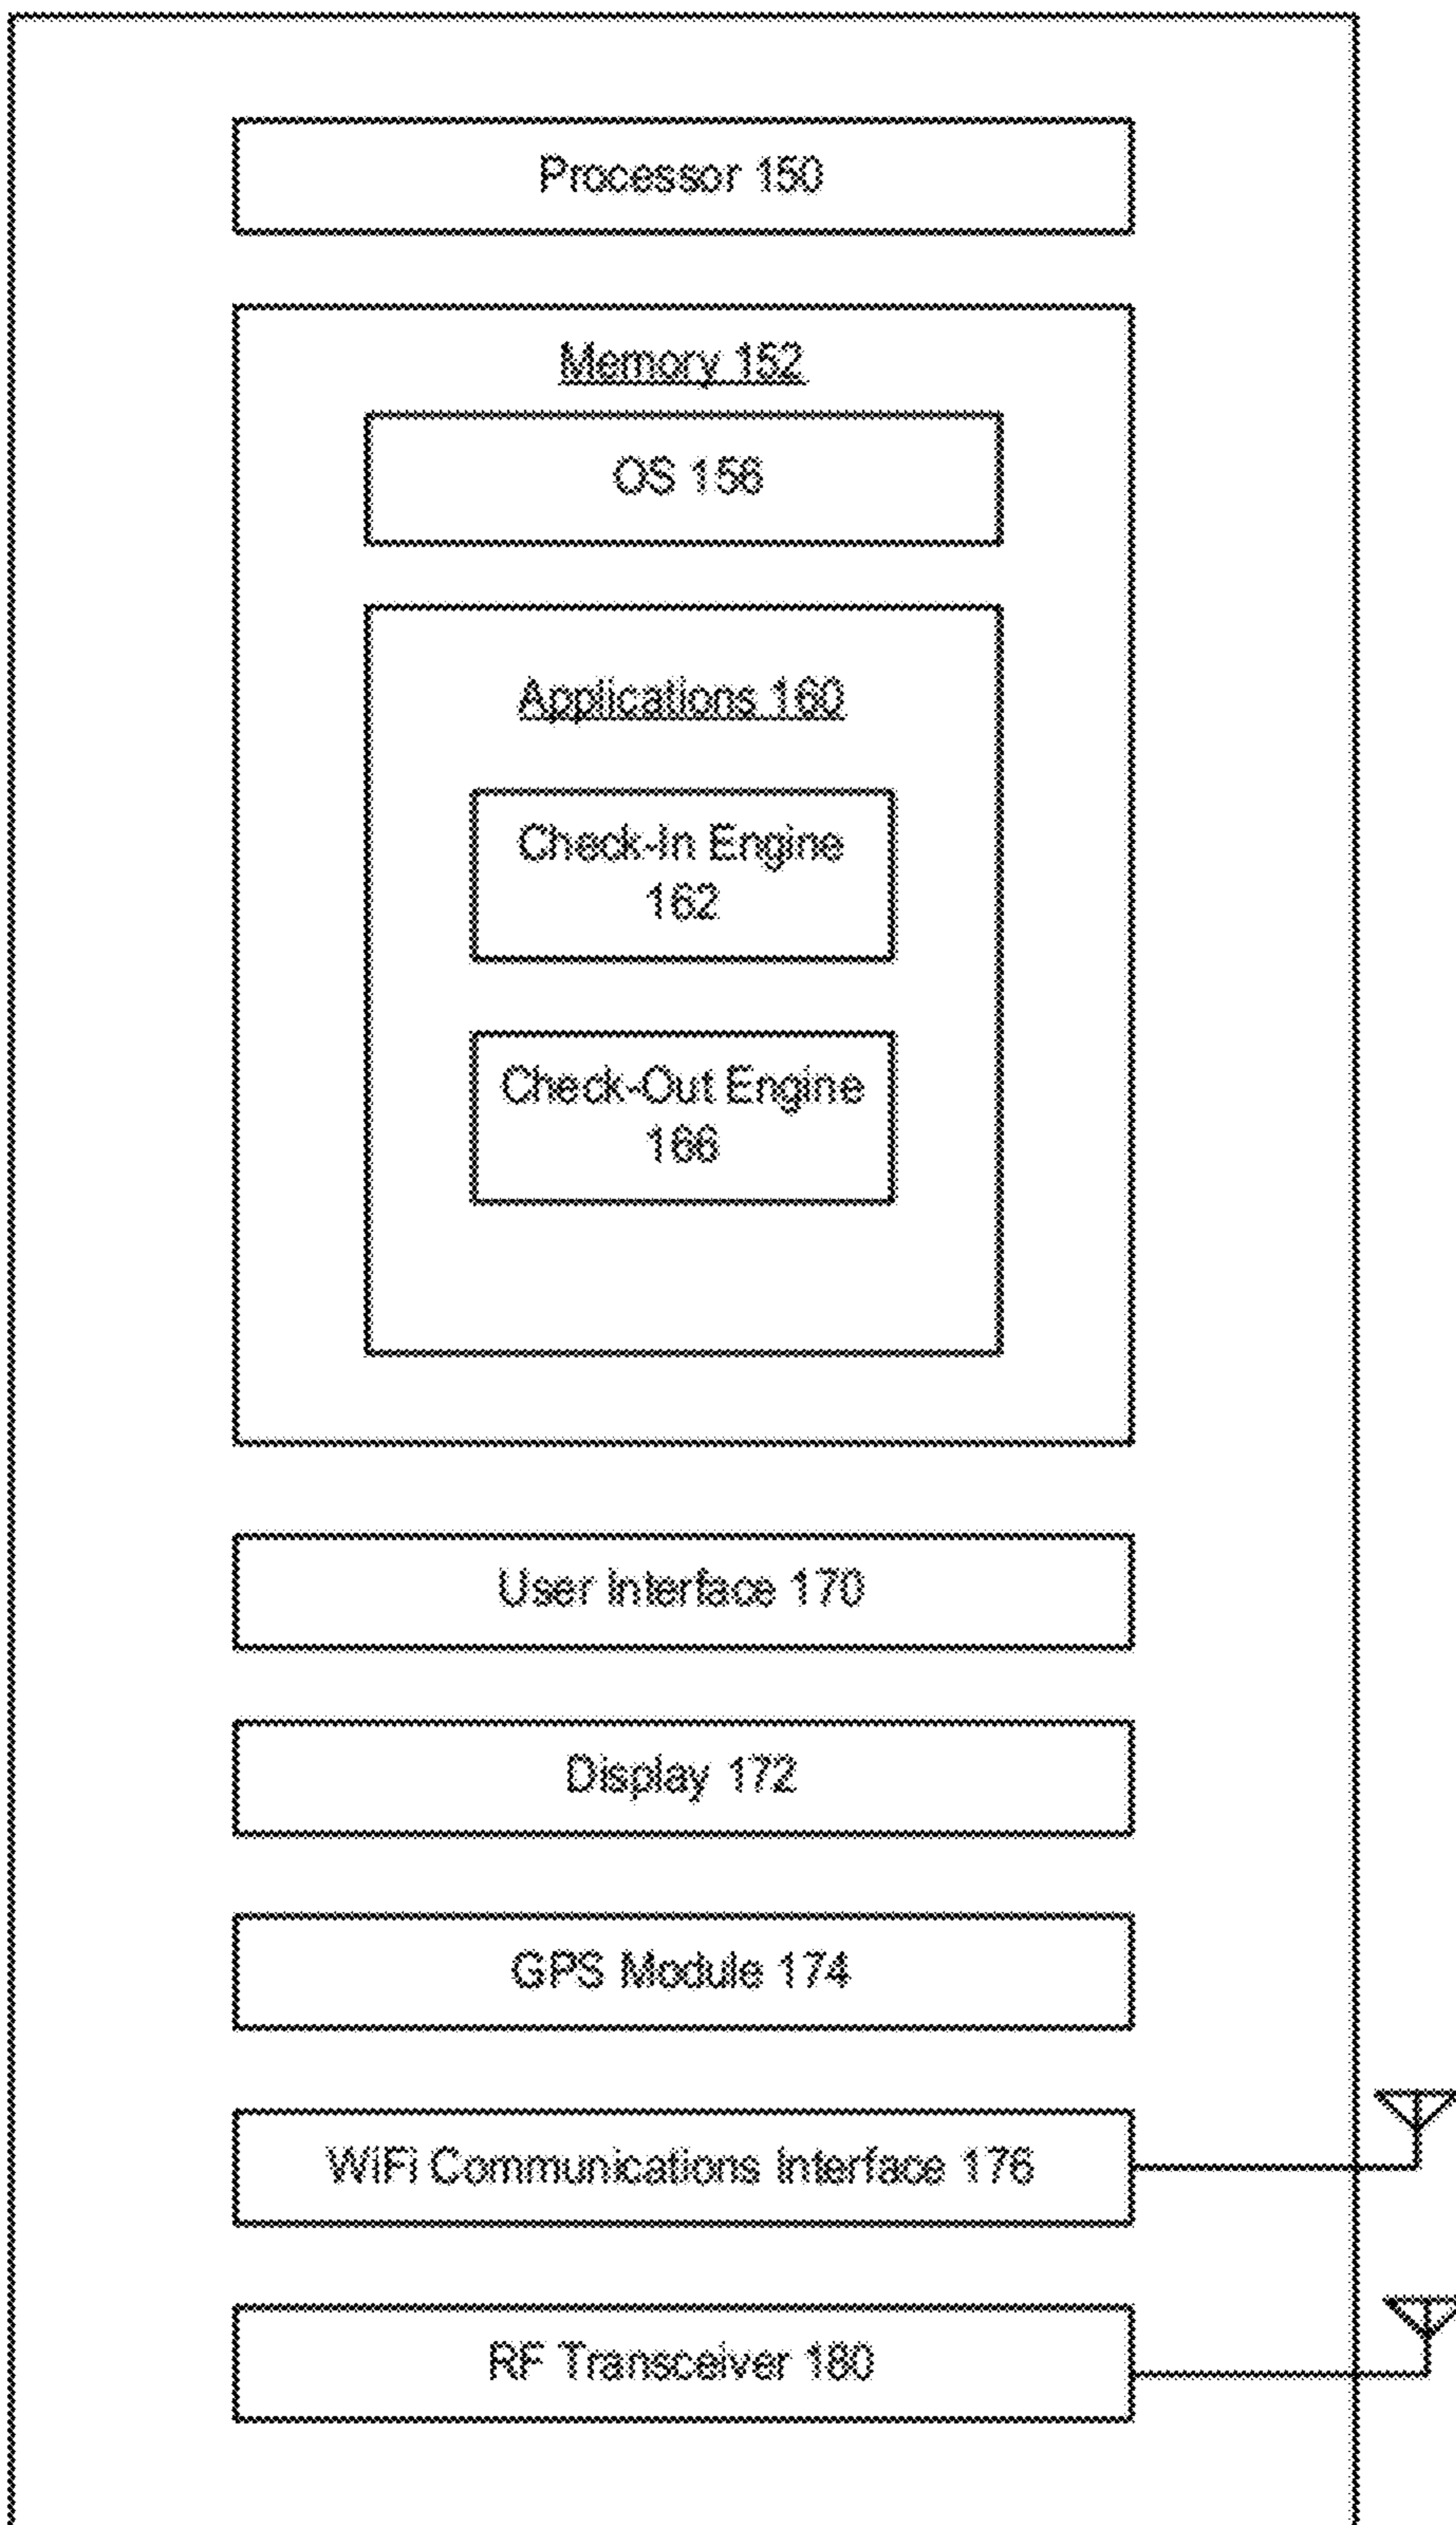 Processor 150
Memory 152
OS 156
Applications 160
Check-In Engine
162
Check-Out Engine
166
User Interface 170
Display 172
GPS Module 174
WiFi Communications Interface 176
RF Transceiver 180